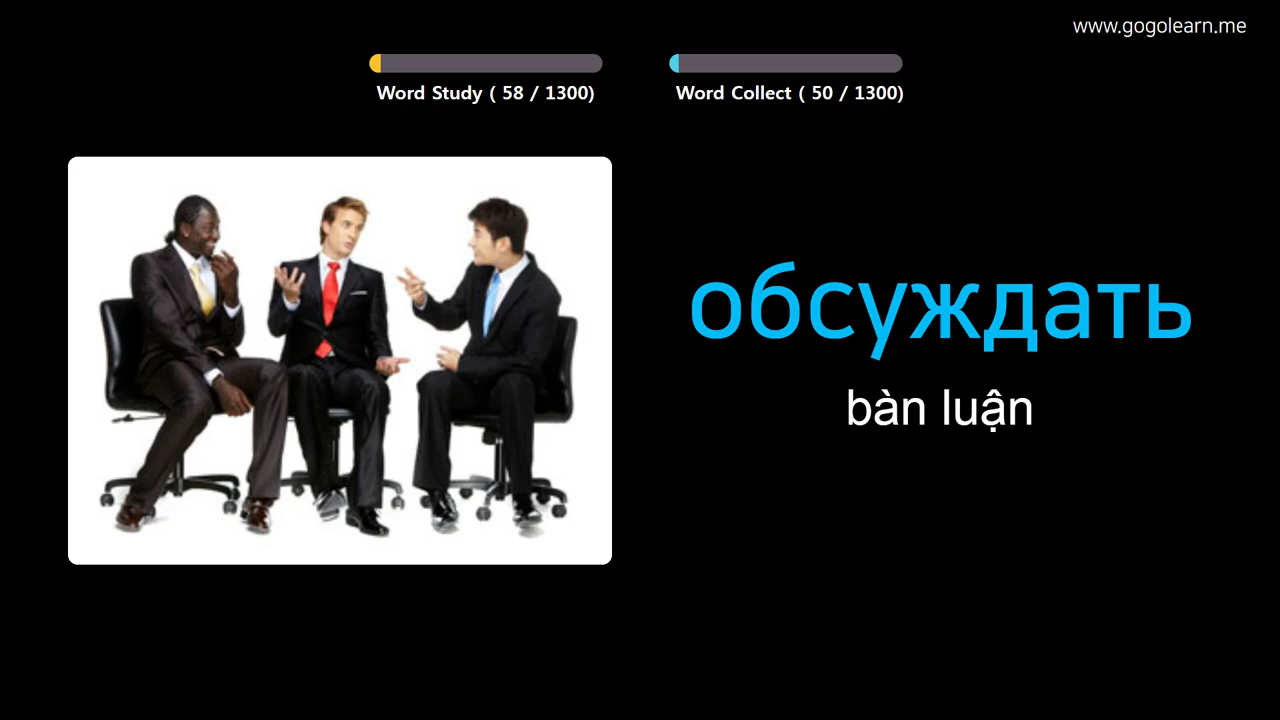 www.gogolearn.me
Word Study ( 58 / 1300)
Word Collect ( 50 / 1300)
обсуждать
bàn luận